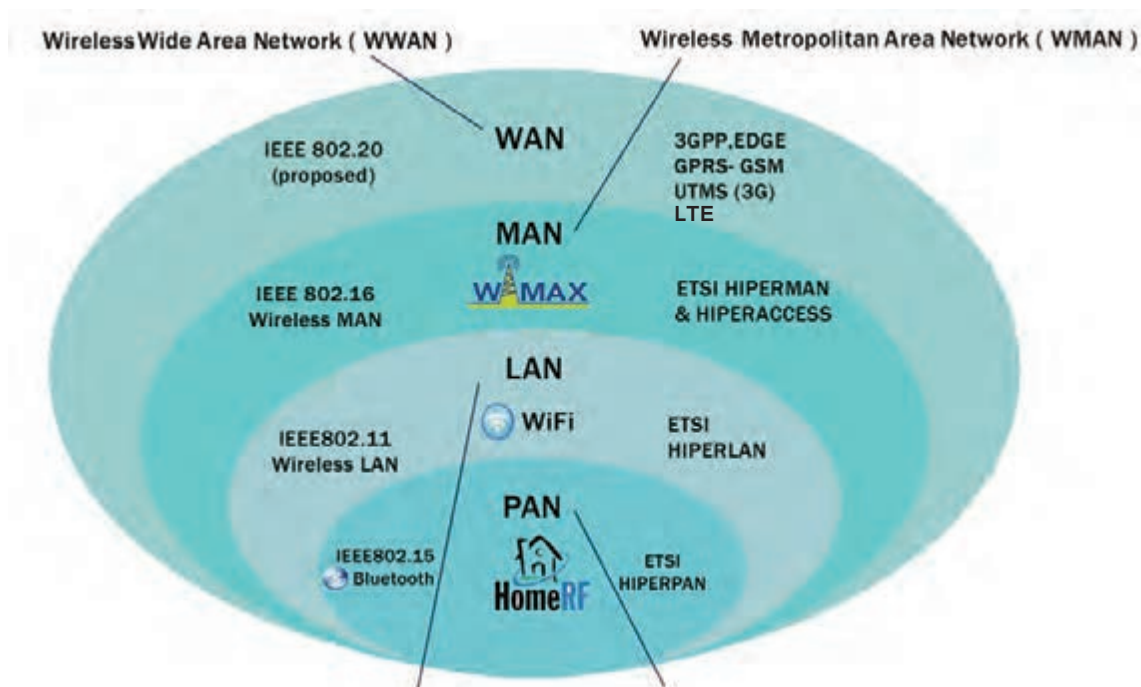 Wireless Wide Area Network ( WWAN )
Wireless Metropolitan Area Network ( WMAN )
WAN
IEEE 802.20
(proposed)
3GPP,EDGE
GPRS- GSM
UTMS (3G)
LTE
MAN
WiMAX
IEEE 802.16
Wireless MAN
ETSI HIPERMAN
& HIPERACCESS
LAN
WiFi
IEEE802.11
Wireless LAN
ETSI
HIPERLAN
PAN
IEEE802.15
Bluetooth
HomeRF
ETSI
HIPERPAN